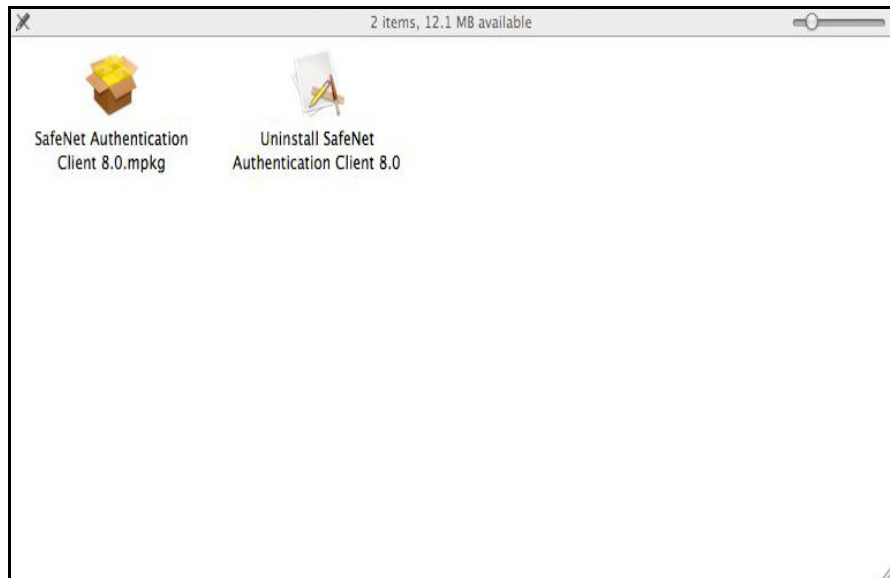 2 items, 12.1 MB available
SafeNet Authentication
Client 8.0.mpkg
Uninstall SafeNet
Authentication Client 8.0